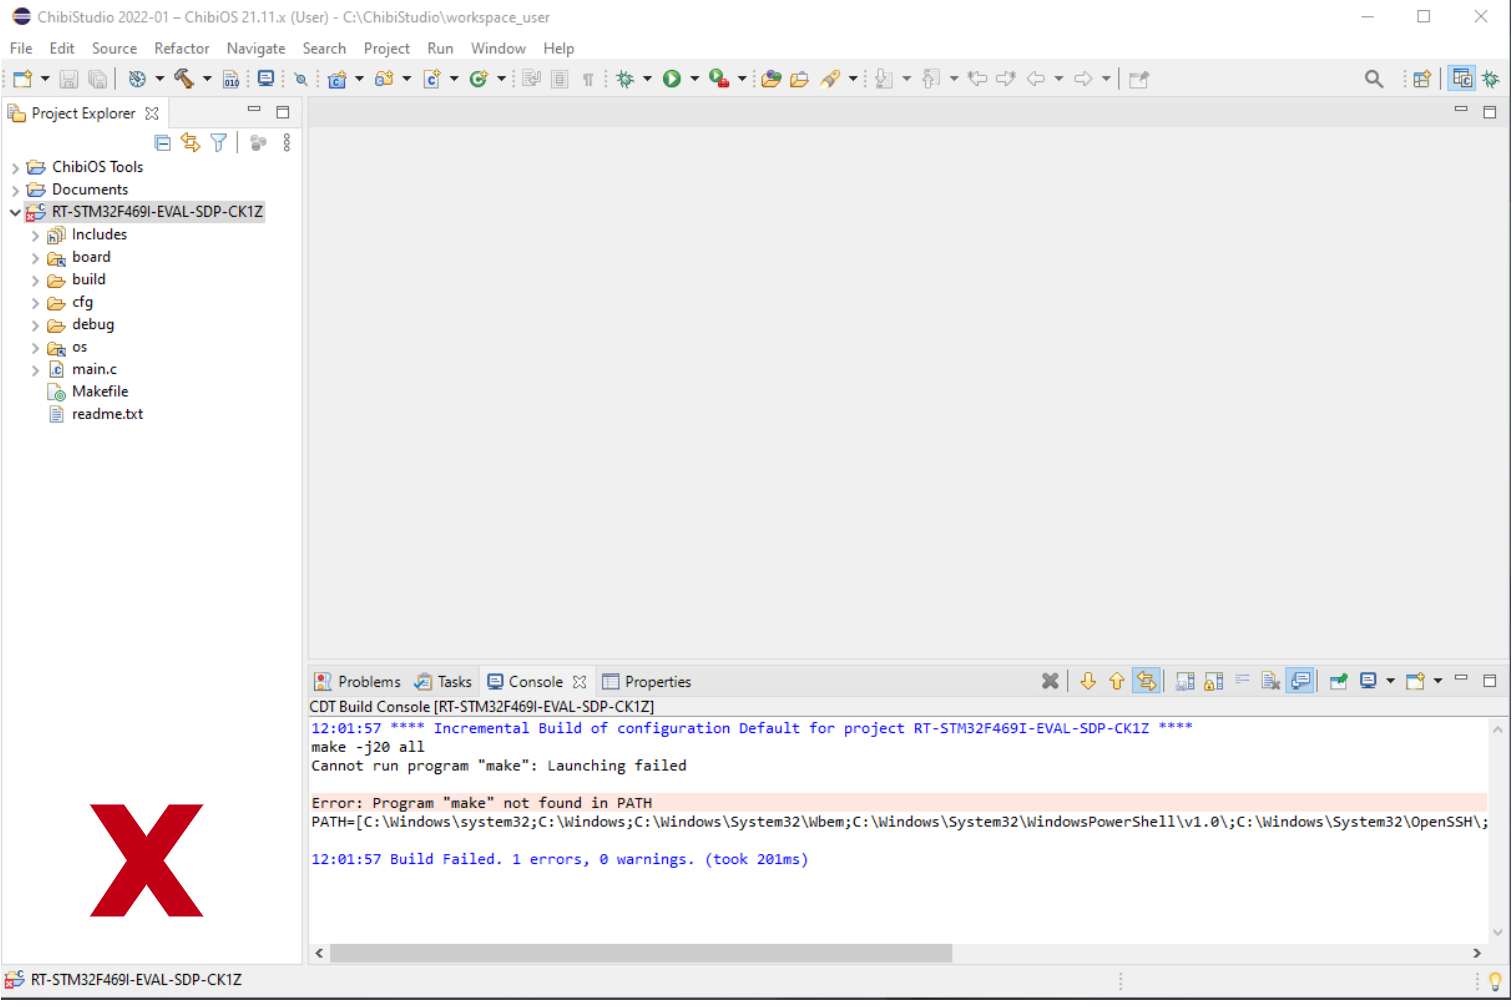 ChibiStudio 2022-01 – ChibiOS 21.11.x (User) - C:\ChibiStudio\workspace_user
File Edit Source Refactor Navigate Search Project Run Window Help
Project Explorer
ChibiOS Tools
Documents
RT-STM32F469I-EVAL-SDP-CK1Z
Includes
board
build
cfg
debug
os
main.c
Makefile
readme.txt
Problems Tasks Console Properties
CDT Build Console [RT-STM32F469I-EVAL-SDP-CK1Z]
12:01:57 **** Incremental Build of configuration Default for project RT-STM32F469I-EVAL-SDP-CK1Z ****
make -j20 all
Cannot run program "make": Launching failed
Error: Program "make" not found in PATH
PATH=[C:\Windows\system32;C:\Windows;C:\Windows\System32\Wbem;C:\Windows\System32\WindowsPowerShell\v1.0\;C:\Windows\System32\OpenSSH\;
12:01:57 Build Failed. 1 errors, 0 warnings. (took 201ms)
X
RT-STM32F469I-EVAL-SDP-CK1Z